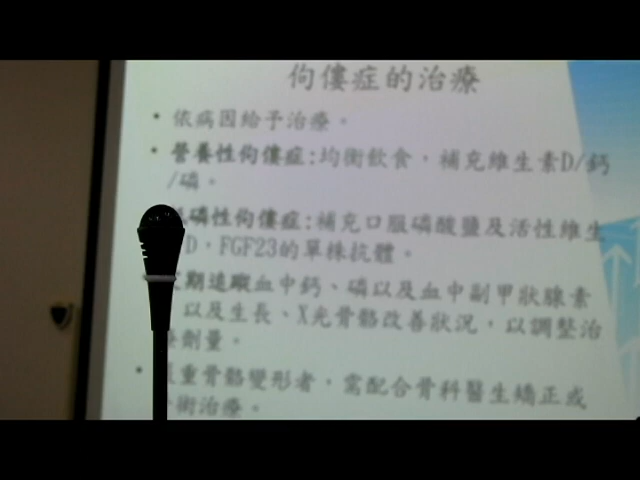 佝僂症的治療
• 依病因給予治療。
• 營養性佝僂症:均衡飲食，補充維生素D/鈣
/磷。
磷性佝僂症:補充口服磷酸鹽及活性維生
D，FGF23的單株抗體。
期追蹤血中鈣、磷以及血中副甲狀腺素
，以及生長、X光骨骼改善狀況，以調整治
劑量。
• 重骨骼變形者，需配合骨科醫生矯正或
術治療。